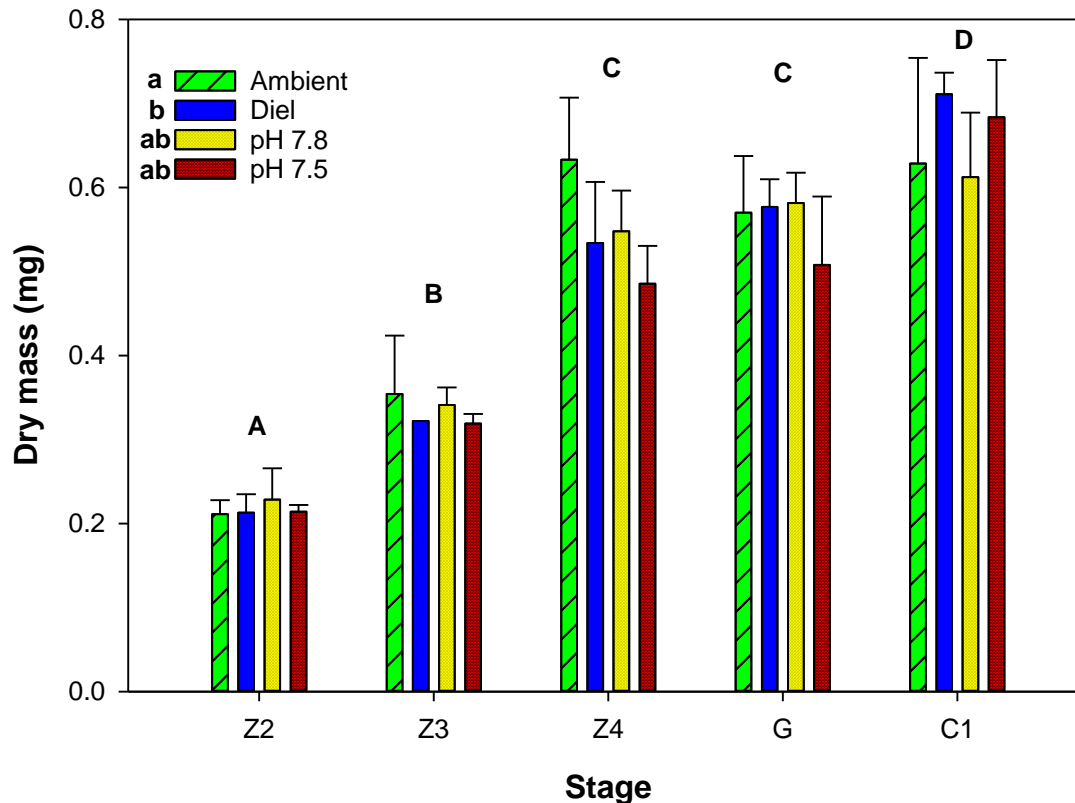 0.8
D
C
C
a Ambient
b Diel
ab pH 7.8
ab pH 7.5
0.6
Dry mass (mg)
B
0.4
A
0.2
0.0
Z2 Z3 Z4 G C1
Stage